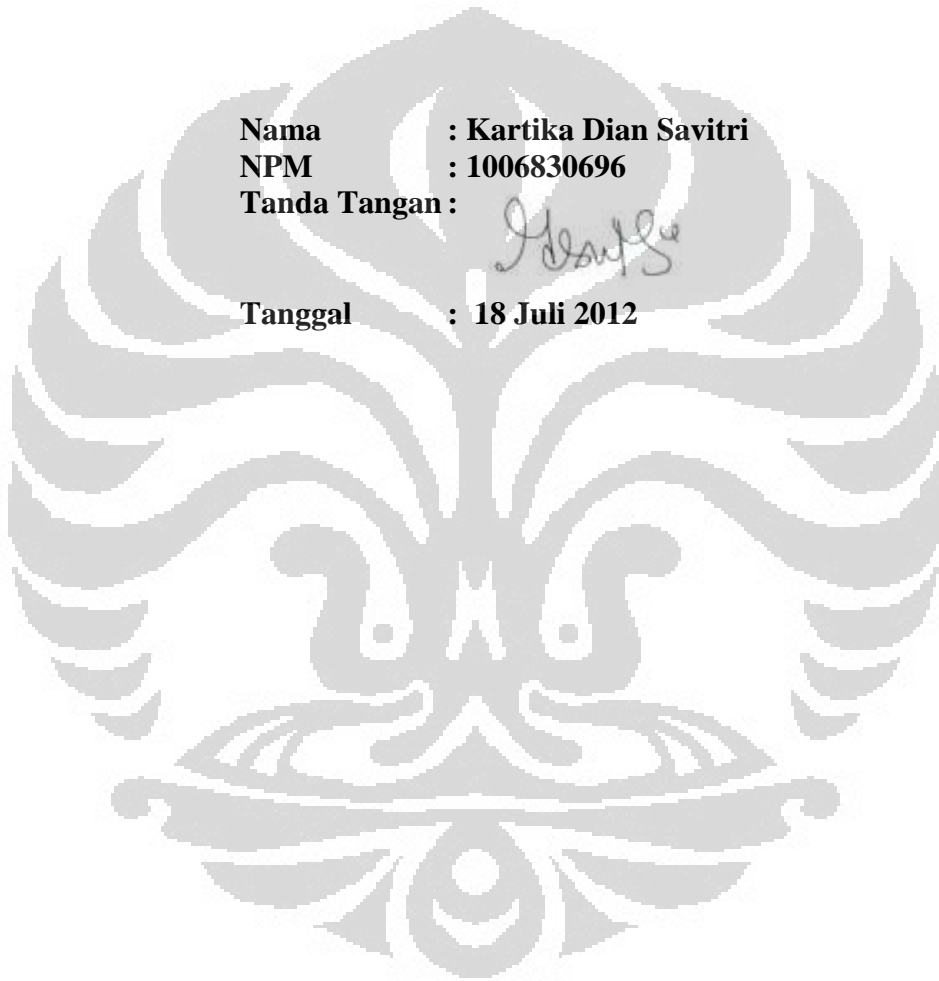 Nama : Kartika Dian Savitri
NPM : 1006830696
Tanda Tangan :
Tanggal : 18 Juli 2012